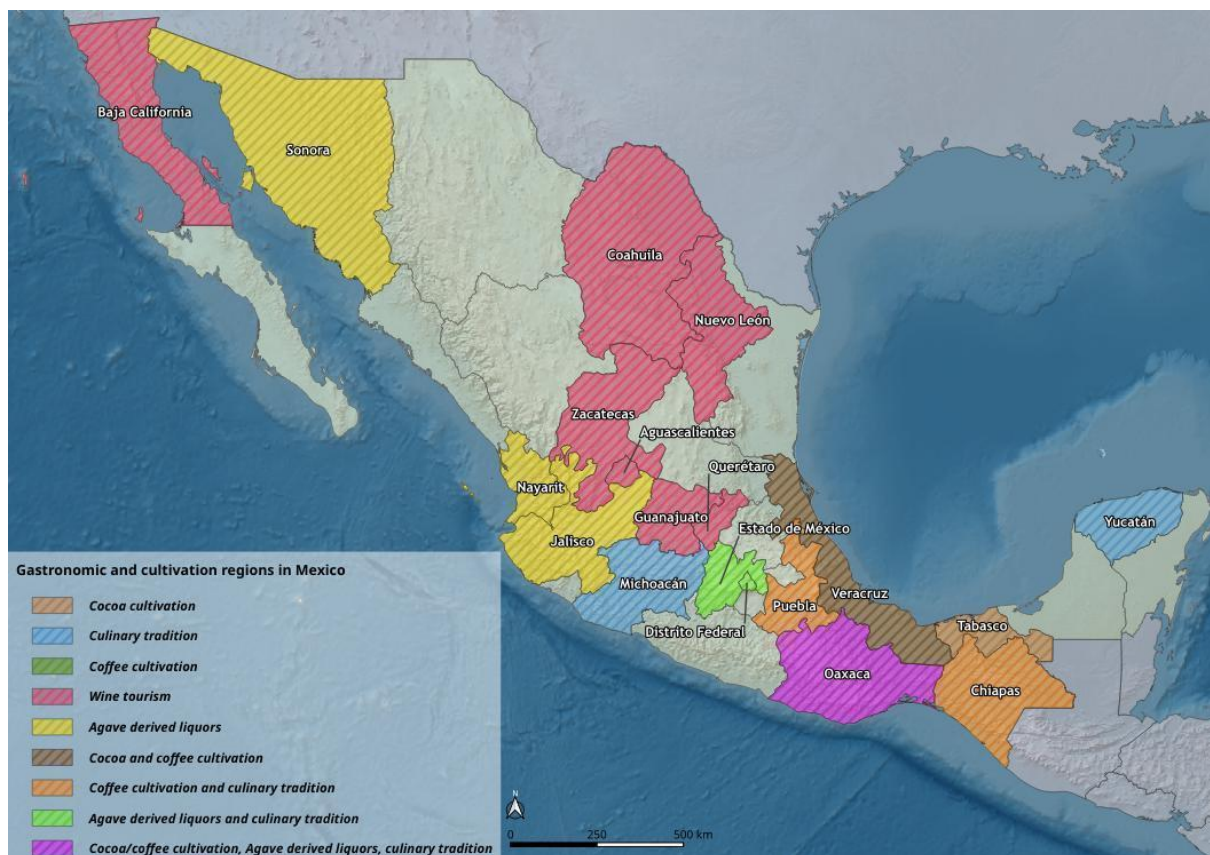 Baja California
Sonora
Coahuila
Nuevo León
Zacatecas
Aguascalientes
Querétaro
Nayarit
Guanajuato
Estado de México
Yucatán
Jalisco
Michoacán
Puebla
Veracruz
Distrito Federal
Tabasco
Oaxaca
Chiapas
Gastronomic and cultivation regions in Mexico
Cocoa cultivation
Culinary tradition
Coffee cultivation
Wine tourism
Agave derived liquors
Cocoa and coffee cultivation
Coffee cultivation and culinary tradition
Agave derived liquors and culinary tradition
Cocoa/coffee cultivation, Agave derived liquors, culinary tradition
N
0 250 500 km